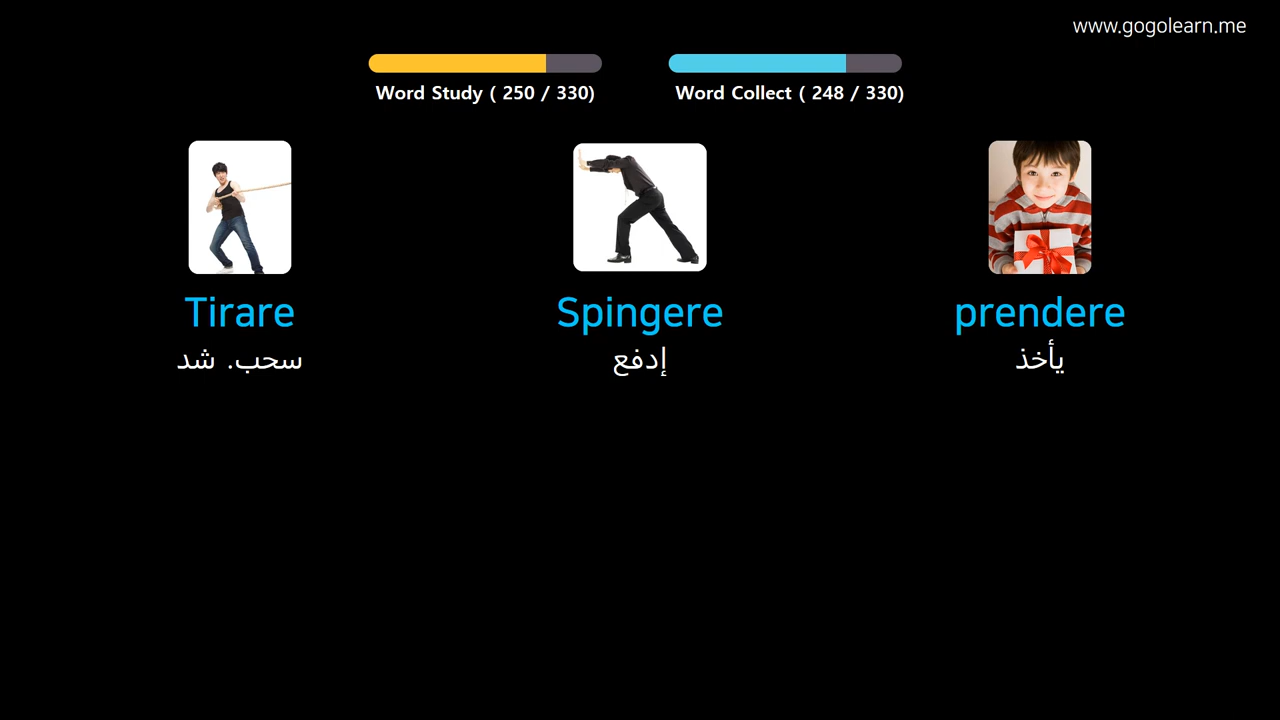 www.gogolearn.me
Word Study ( 250 / 330)
Word Collect ( 248 / 330)
Tirare
سحب. شد
Spingere
إدفع
prendere
يأخذ